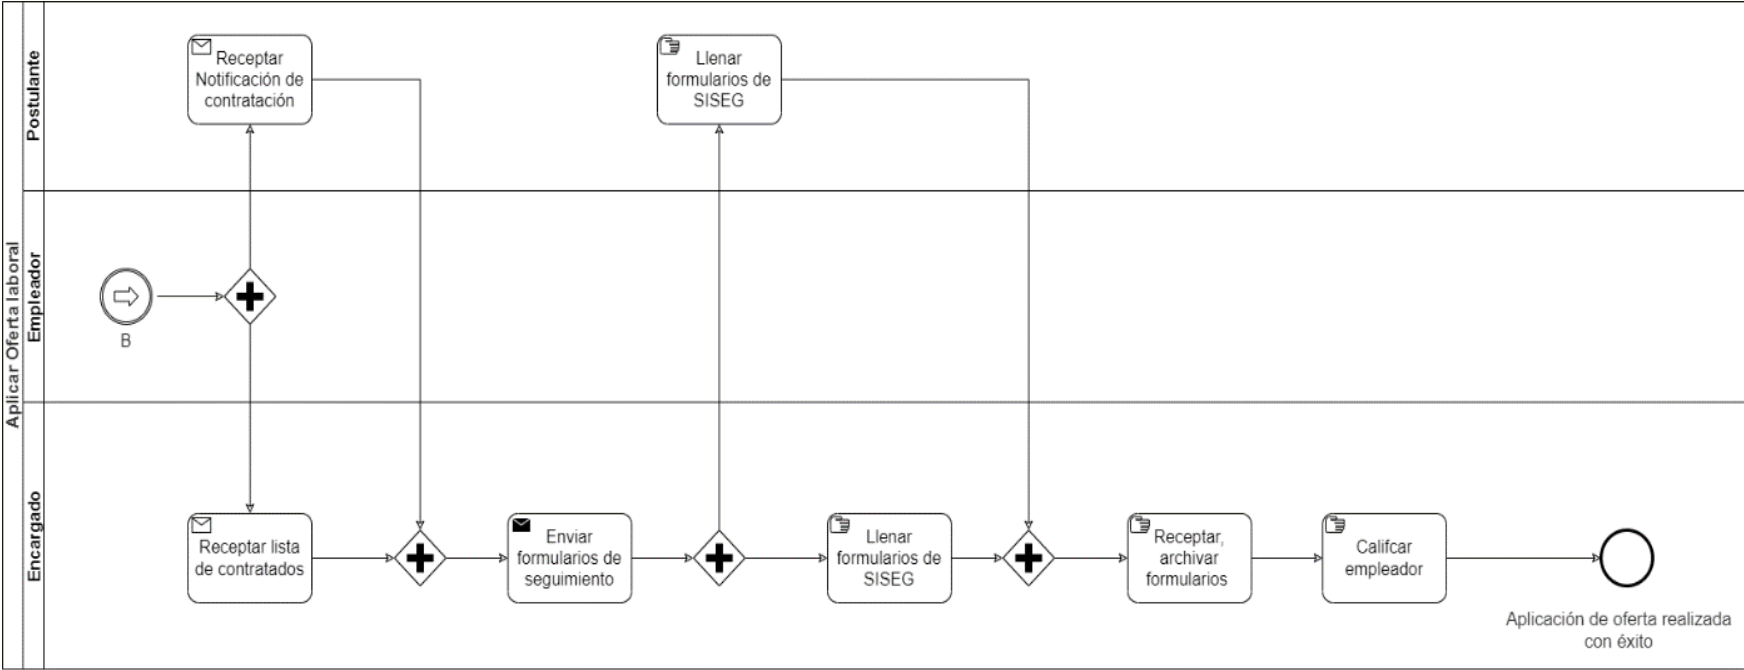 Aplicar Oferta laboral
Postulante
Receptar
Notificación de
contratación
Llenar
formularios de
SISEG
Empleador
B
Encargado
Receptar lista
de contratados
Enviar
formularios de
seguimiento
Llenar
formularios de
SISEG
Receptar,
archivar
formularios
Califcar
empleador
Aplicación de oferta realizada
con éxito